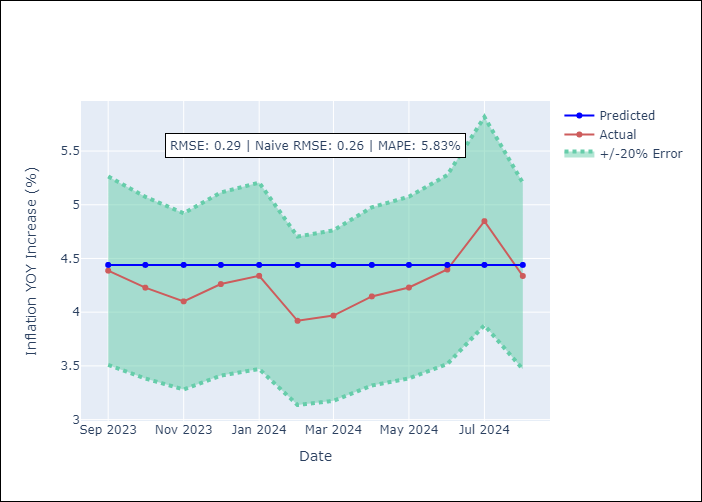 RMSE: 0.29 | Naive RMSE: 0.26 | MAPE: 5.83%
Predicted
Actual
+/-20% Error
Inflation YOY Increase (%)
5.5
5
4.5
4
3.5
3
Sep 2023
Nov 2023
Jan 2024
Mar 2024
May 2024
Jul 2024
Date